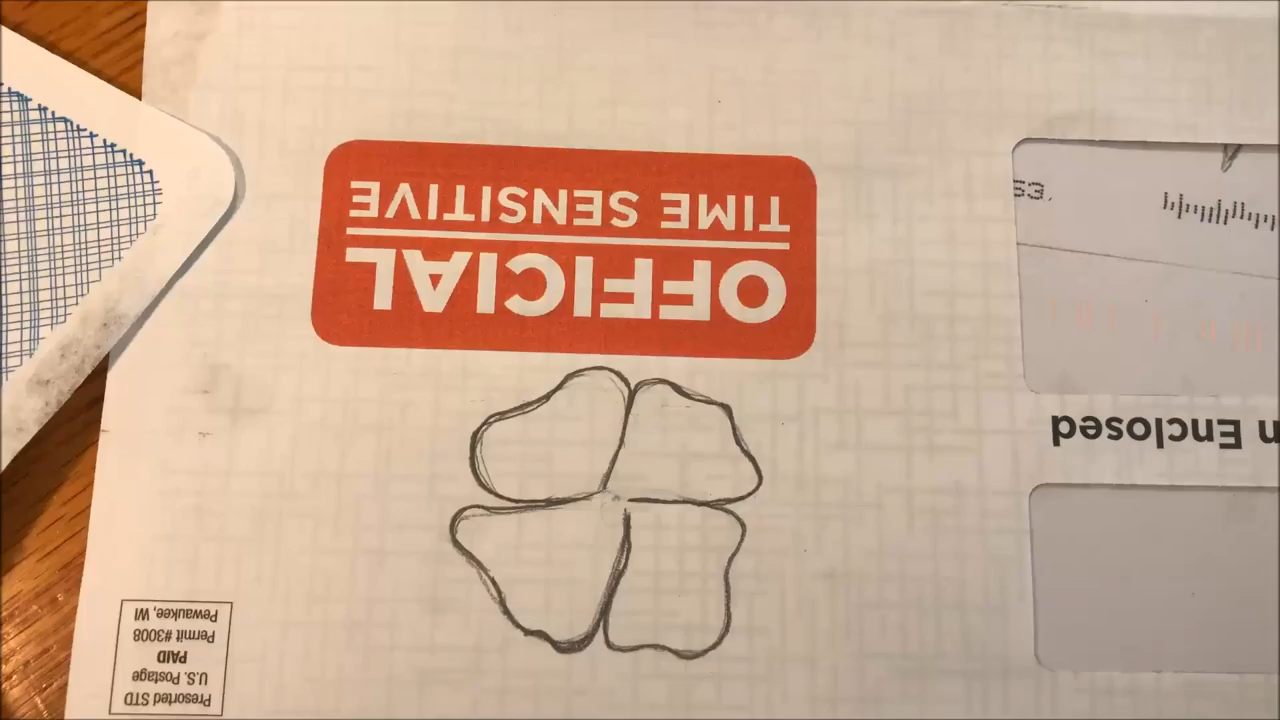 OFFICIAL
TIME SENSITIVE
Presorted STD
U.S. Postage
PAID
Permit #3008
Pewaukee, WI
Enclosed